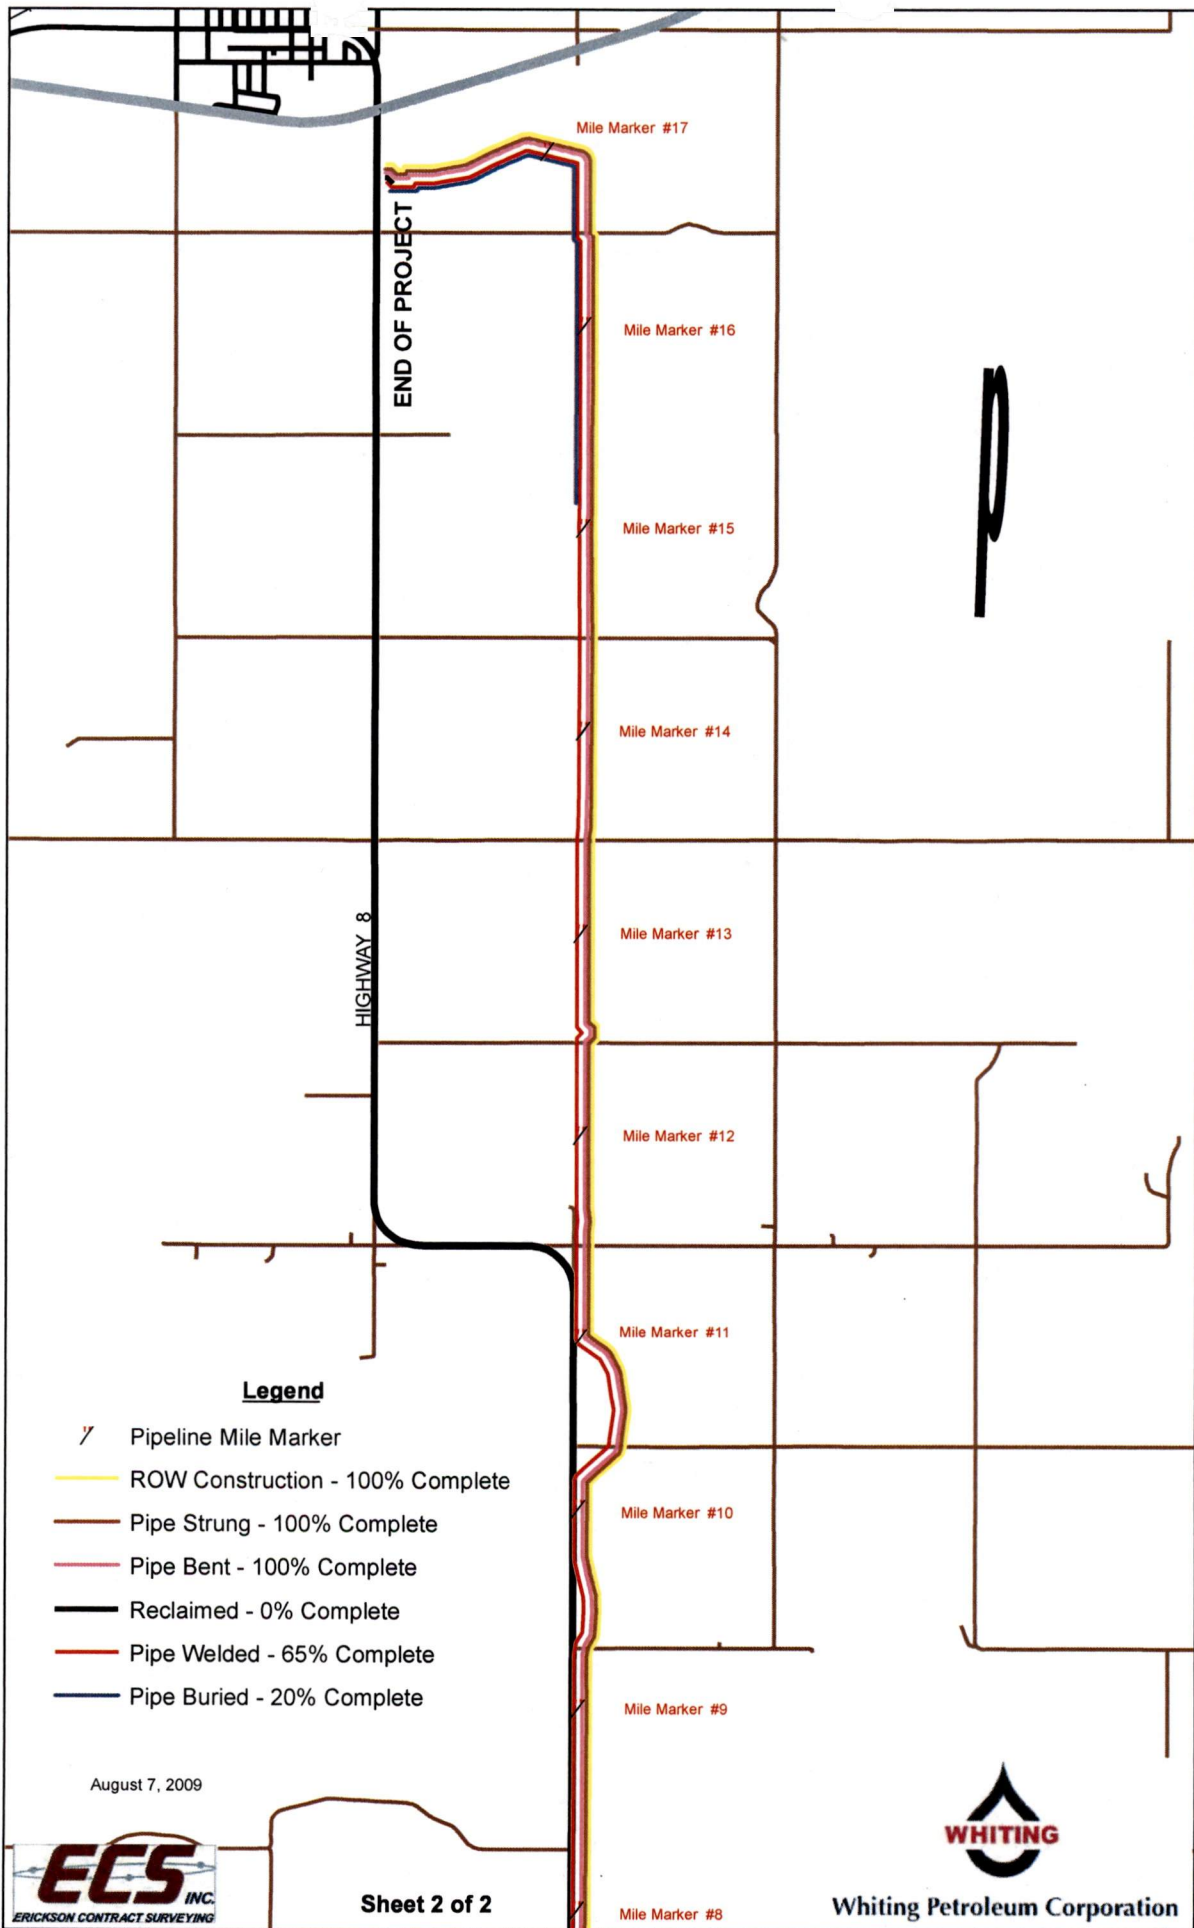 Mile Marker #17
END OF PROJECT
Mile Marker #16
Mile Marker #15
Mile Marker #14
HIGHWAY 8
Mile Marker #13
Mile Marker #12
Mile Marker #11
Legend
Pipeline Mile Marker
ROW Construction - 100% Complete
Pipe Strung - 100% Complete
Pipe Bent - 100% Complete
Reclaimed - 0% Complete
Pipe Welded - 65% Complete
Pipe Buried - 20% Complete
Mile Marker #10
Mile Marker #9
August 7, 2009
ECS INC.
ERICKSON CONTRACT SURVEYING
Sheet 2 of 2
WHITING
Whiting Petroleum Corporation
Mile Marker #8